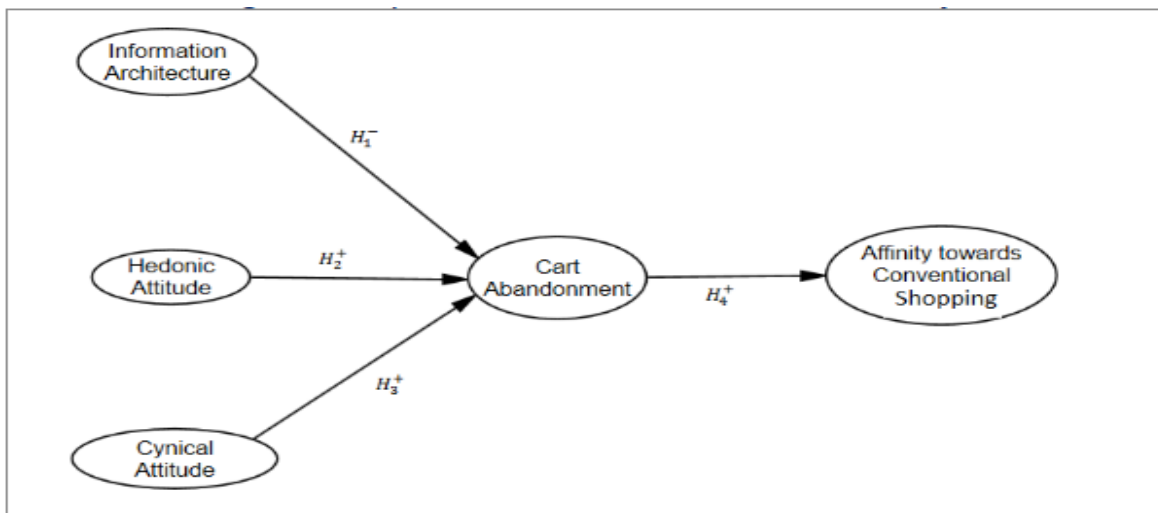 Information
Architecture
H₁⁻
Hedonic
Attitude
H₂⁺
Cart
Abandonment
H₄⁺
Affinity towards
Conventional
Shopping
H₃⁺
Cynical
Attitude